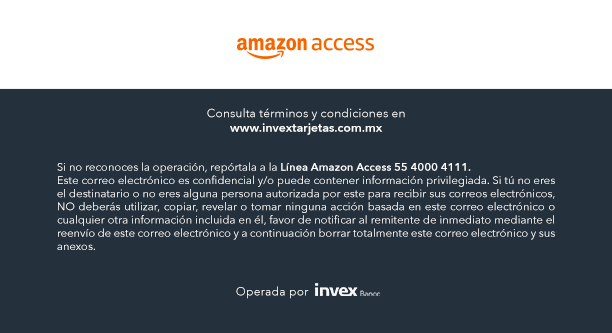 amazon access
Consulta términos y condiciones en
www.invextarjetas.com.mx
Si no reconoces la operación, repórtala a la Línea Amazon Access 55 4000 4111.
Este correo electrónico es confidencial y/o puede contener información privilegiada. Si tú no eres
el destinatario o no eres alguna persona autorizada por este para recibir sus correos electrónicos,
NO deberás utilizar, copiar, revelar o tomar ninguna acción basada en este correo electrónico o
cualquier otra información incluida en él, favor de notificar al remitente de inmediato mediante el
reenvío de este correo electrónico y a continuación borrar totalmente este correo electrónico y sus
anexos.
Operada por invex Banco